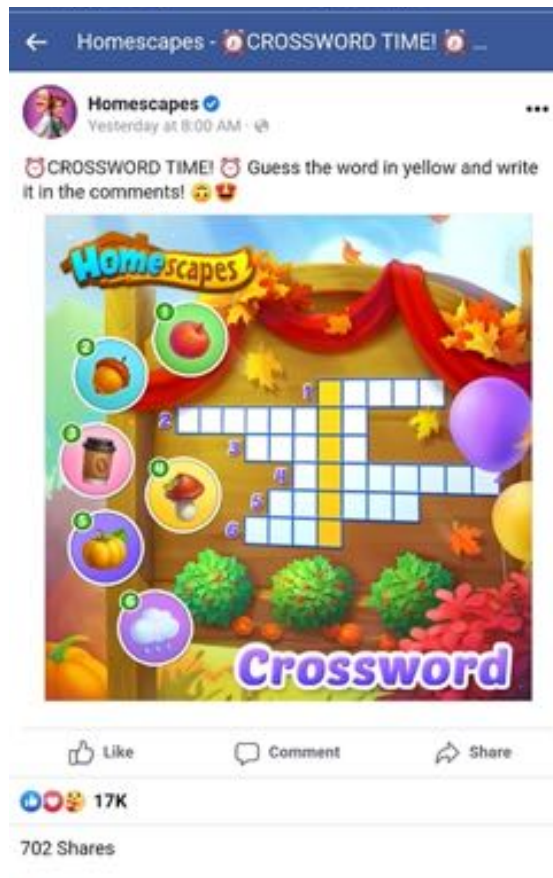 Homescapes - ⏰CROSSWORD TIME! ⏰ ...
Homescapes
Yesterday at 8:00 AM ·
⏰CROSSWORD TIME! ⏰ Guess the word in yellow and write
it in the comments! 🙃 🤩
Homescapes
1
2
3
4
5
6
1
2
3
4
5
6
Crossword
Like Comment Share
17K
702 Shares